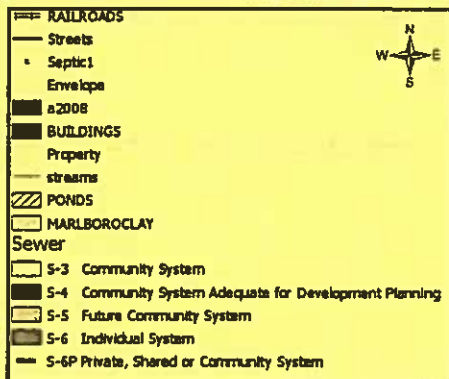 RAILROADS
Streets
Septic1
Envelope
a2008
BUILDINGS
Property
streams
PONDS
MARLBOROCLAY
Sewer
S-3 Community System
S-4 Community System Adequate for Development Planning
S-5 Future Community System
S-6 Individual System
S-6P Private, Shared or Community System
N
W E
S